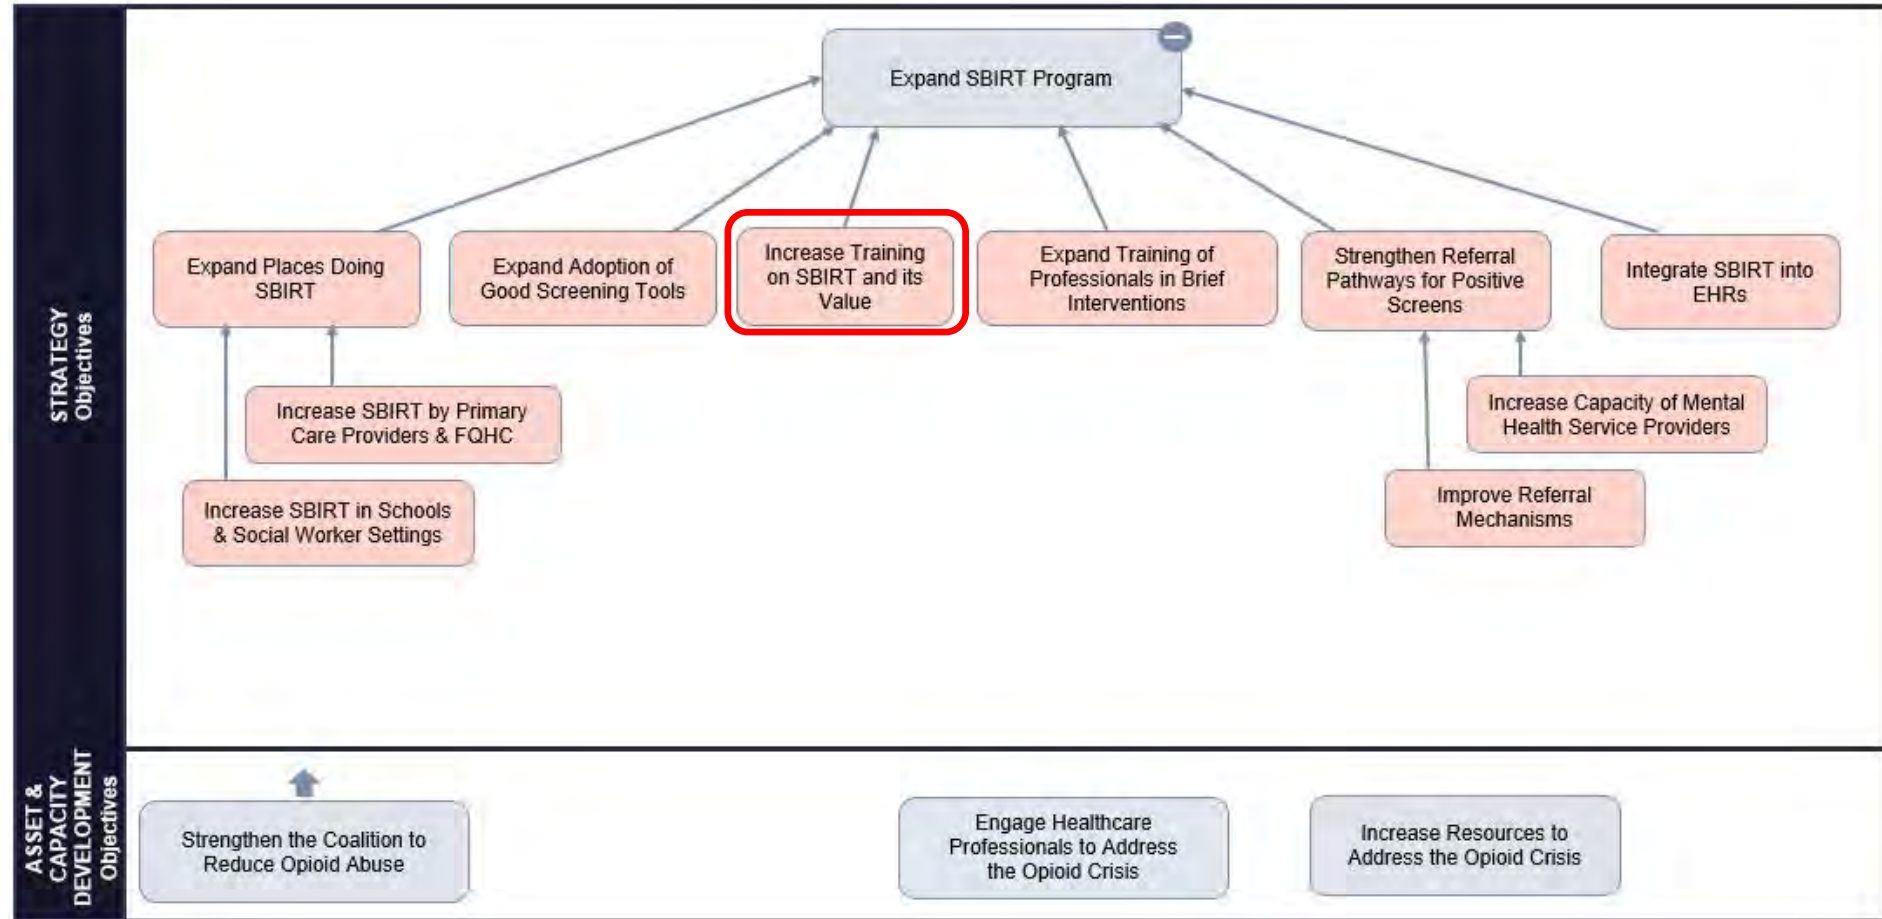 STRATEGY
Objectives
Expand SBIRT Program
Expand Places Doing
SBIRT
Expand Adoption of
Good Screening Tools
Increase Training
on SBIRT and its
Value
Expand Training of
Professionals in Brief
Interventions
Strengthen Referral
Pathways for Positive
Screens
Integrate SBIRT into
EHRs
Increase SBIRT by Primary
Care Providers & FQHC
Increase Capacity of Mental
Health Service Providers
Increase SBIRT in Schools
& Social Worker Settings
Improve Referral
Mechanisms
ASSET &
CAPACITY
DEVELOPMENT
Objectives
Strengthen the Coalition to
Reduce Opioid Abuse
Engage Healthcare
Professionals to Address
the Opioid Crisis
Increase Resources to
Address the Opioid Crisis